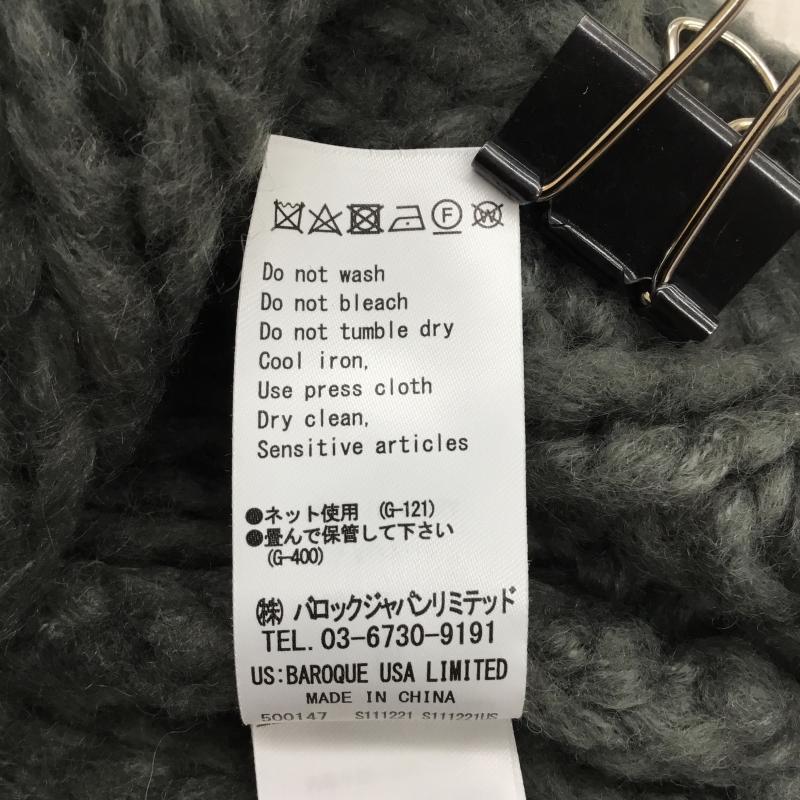 F W
Do not wash
Do not bleach
Do not tumble dry
Cool iron,
Use press cloth
Dry clean,
Sensitive articles
●ネット使用 (G-121)
●畳んで保管して下さい
(G-400)
㈱ バロックジャパンリミテッド
TEL. 03-6730-9191
US:BAROQUE USA LIMITED
MADE IN CHINA
500147 S111221 S111221US